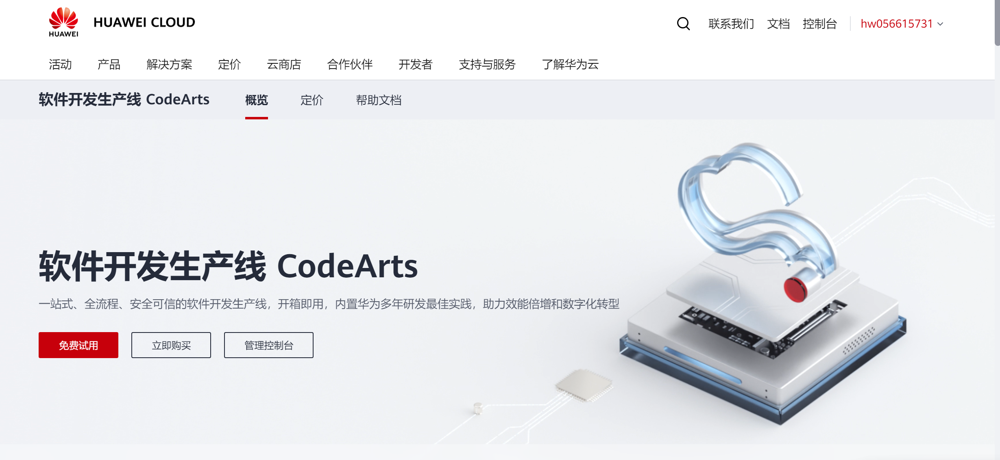 HUAWEI
HUAWEI CLOUD
联系我们 文档 控制台 hw056615731
活动 产品 解决方案 定价 云商店 合作伙伴 开发者 支持与服务 了解华为云
软件开发生产线 CodeArts 概览 定价 帮助文档
软件开发生产线 CodeArts
一站式、全流程、安全可信的软件开发生产线，开箱即用，内置华为多年研发最佳实践，助力效能倍增和数字化转型
免费试用 立即购买 管理控制台